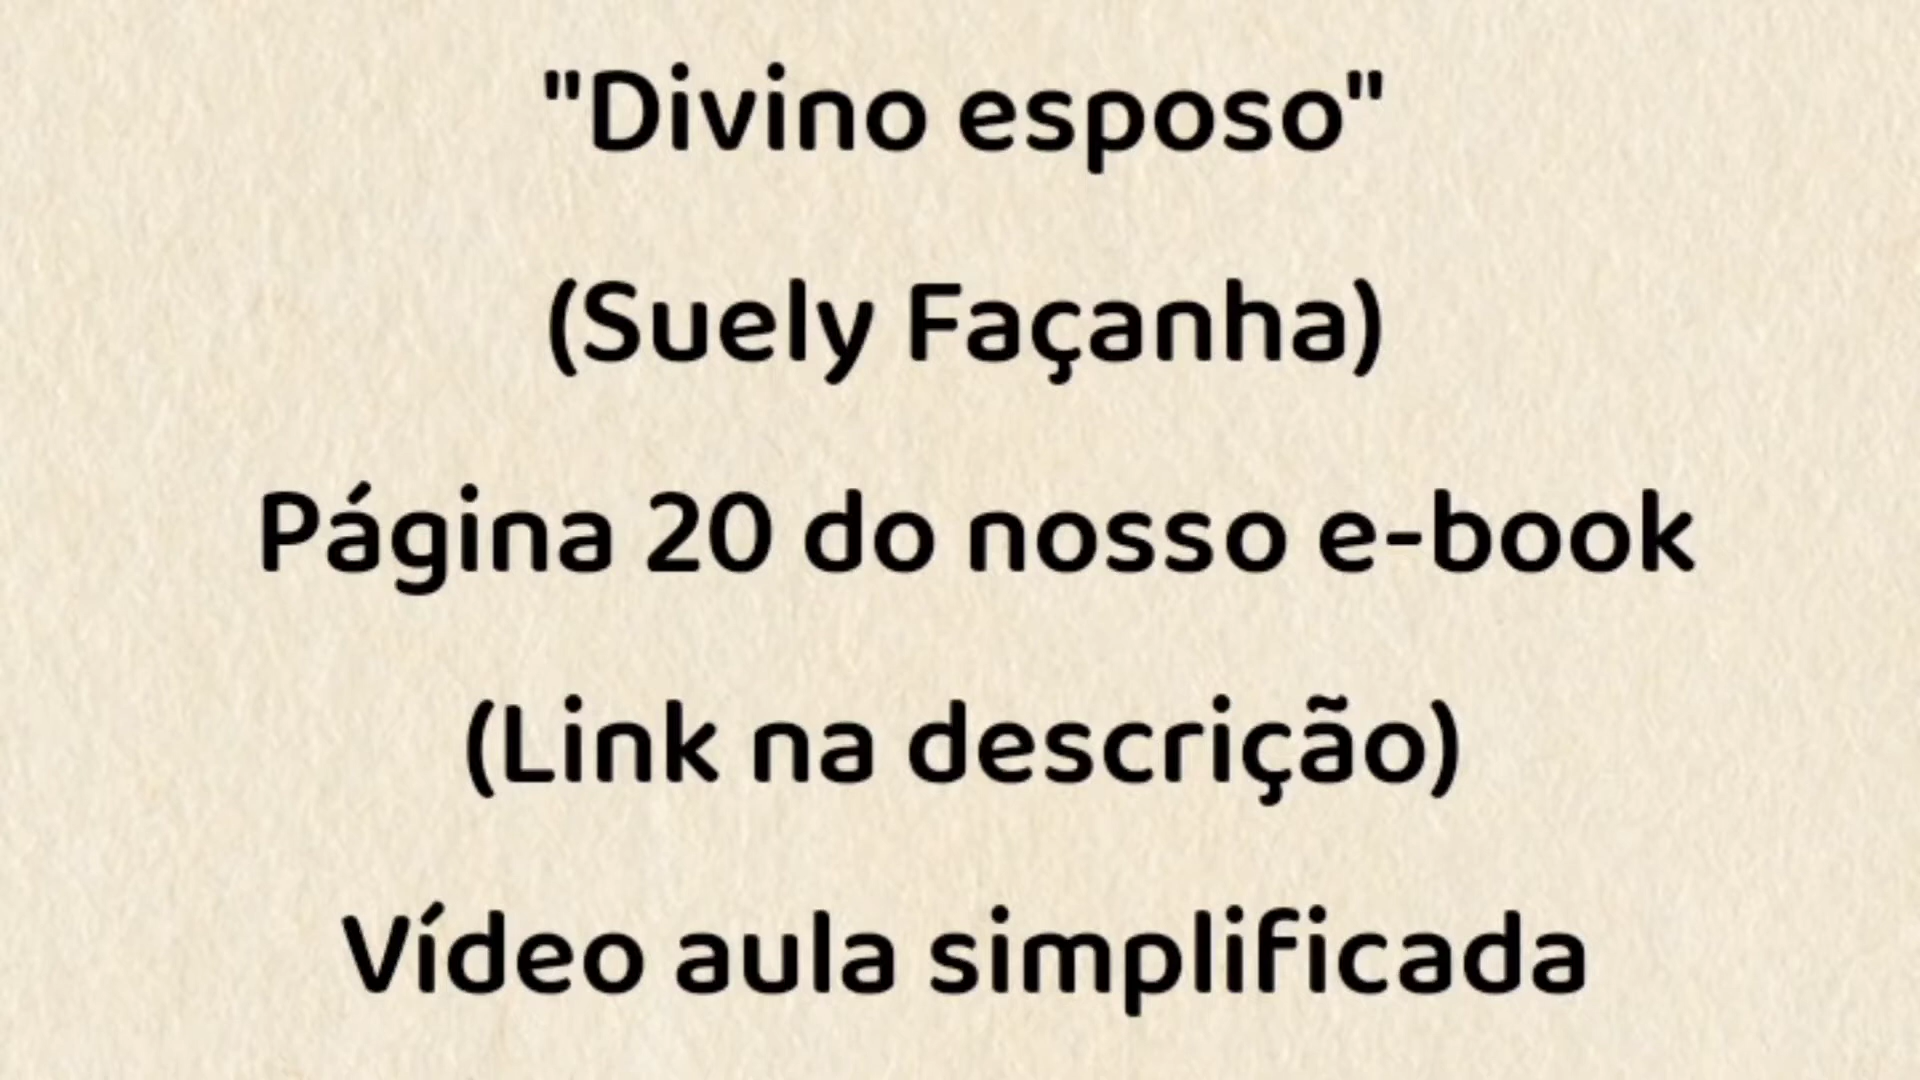 "Divino esposo"
(Suely Façanha)
Página 20 do nosso e-book
(Link na descrição)
Vídeo aula simplificada